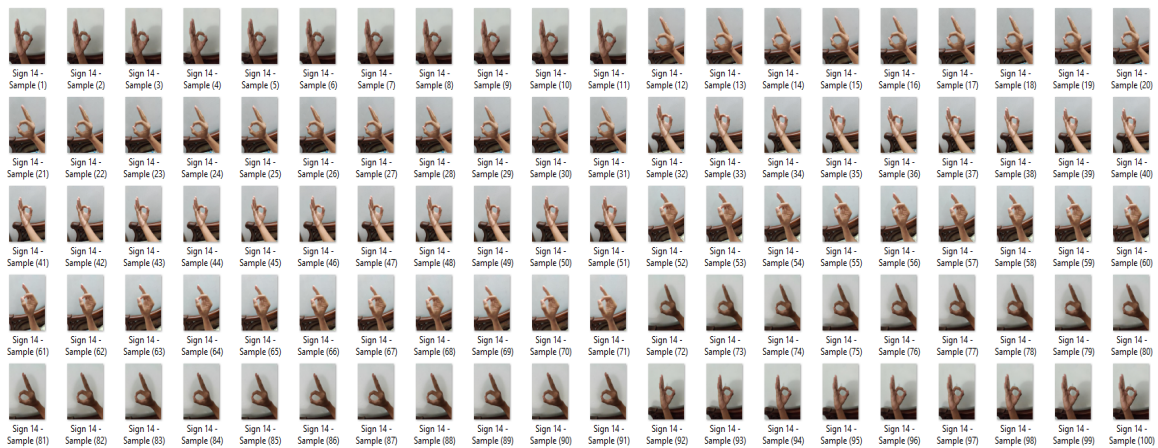 Sign 14 - Sign 14 - Sign 14 - Sign 14 - Sign 14 - Sign 14 - Sign 14 - Sign 14 - Sign 14 - Sign 14 - Sign 14 - Sign 14 - Sign 14 - Sign 14 - Sign 14 - Sign 14 - Sign 14 - Sign 14 - Sign 14 - Sign 14 -
Sample (1) Sample (2) Sample (3) Sample (4) Sample (5) Sample (6) Sample (7) Sample (8) Sample (9) Sample (10) Sample (11) Sample (12) Sample (13) Sample (14) Sample (15) Sample (16) Sample (17) Sample (18) Sample (19) Sample (20)
Sign 14 - Sign 14 - Sign 14 - Sign 14 - Sign 14 - Sign 14 - Sign 14 - Sign 14 - Sign 14 - Sign 14 - Sign 14 - Sign 14 - Sign 14 - Sign 14 - Sign 14 - Sign 14 - Sign 14 - Sign 14 - Sign 14 - Sign 14 -
Sample (21) Sample (22) Sample (23) Sample (24) Sample (25) Sample (26) Sample (27) Sample (28) Sample (29) Sample (30) Sample (31) Sample (32) Sample (33) Sample (34) Sample (35) Sample (36) Sample (37) Sample (38) Sample (39) Sample (40)
Sign 14 - Sign 14 - Sign 14 - Sign 14 - Sign 14 - Sign 14 - Sign 14 - Sign 14 - Sign 14 - Sign 14 - Sign 14 - Sign 14 - Sign 14 - Sign 14 - Sign 14 - Sign 14 - Sign 14 - Sign 14 - Sign 14 - Sign 14 -
Sample (41) Sample (42) Sample (43) Sample (44) Sample (45) Sample (46) Sample (47) Sample (48) Sample (49) Sample (50) Sample (51) Sample (52) Sample (53) Sample (54) Sample (55) Sample (56) Sample (57) Sample (58) Sample (59) Sample (60)
Sign 14 - Sign 14 - Sign 14 - Sign 14 - Sign 14 - Sign 14 - Sign 14 - Sign 14 - Sign 14 - Sign 14 - Sign 14 - Sign 14 - Sign 14 - Sign 14 - Sign 14 - Sign 14 - Sign 14 - Sign 14 - Sign 14 - Sign 14 -
Sample (61) Sample (62) Sample (63) Sample (64) Sample (65) Sample (66) Sample (67) Sample (68) Sample (69) Sample (70) Sample (71) Sample (72) Sample (73) Sample (74) Sample (75) Sample (76) Sample (77) Sample (78) Sample (79) Sample (80)
Sign 14 - Sign 14 - Sign 14 - Sign 14 - Sign 14 - Sign 14 - Sign 14 - Sign 14 - Sign 14 - Sign 14 - Sign 14 - Sign 14 - Sign 14 - Sign 14 - Sign 14 - Sign 14 - Sign 14 - Sign 14 - Sign 14 - Sign 14 -
Sample (81) Sample (82) Sample (83) Sample (84) Sample (85) Sample (86) Sample (87) Sample (88) Sample (89) Sample (90) Sample (91) Sample (92) Sample (93) Sample (94) Sample (95) Sample (96) Sample (97) Sample (98) Sample (99) Sample (100)